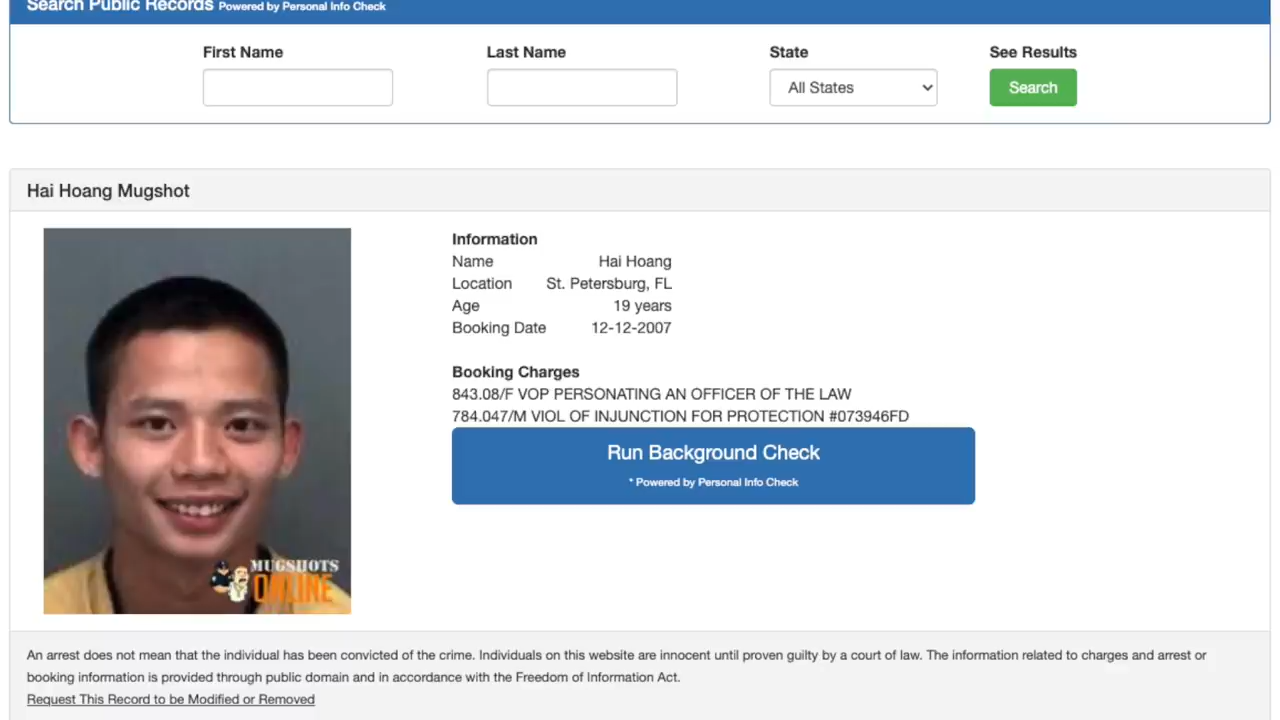 Search Public Records Powered by Personal Info Check
First Name Last Name State See Results
All States Search
Hai Hoang Mugshot
Information
Name Hai Hoang
Location St. Petersburg, FL
Age 19 years
Booking Date 12-12-2007
Booking Charges
843.08/F VOP PERSONATING AN OFFICER OF THE LAW
784.047/M VIOL OF INJUNCTION FOR PROTECTION #073946FD
Run Background Check
* Powered by Personal Info Check
MUGSHOTS
ONLINE
An arrest does not mean that the individual has been convicted of the crime. Individuals on this website are innocent until proven guilty by a court of law. The information related to charges and arrest or
booking information is provided through public domain and in accordance with the Freedom of Information Act.
Request This Record to be Modified or Removed